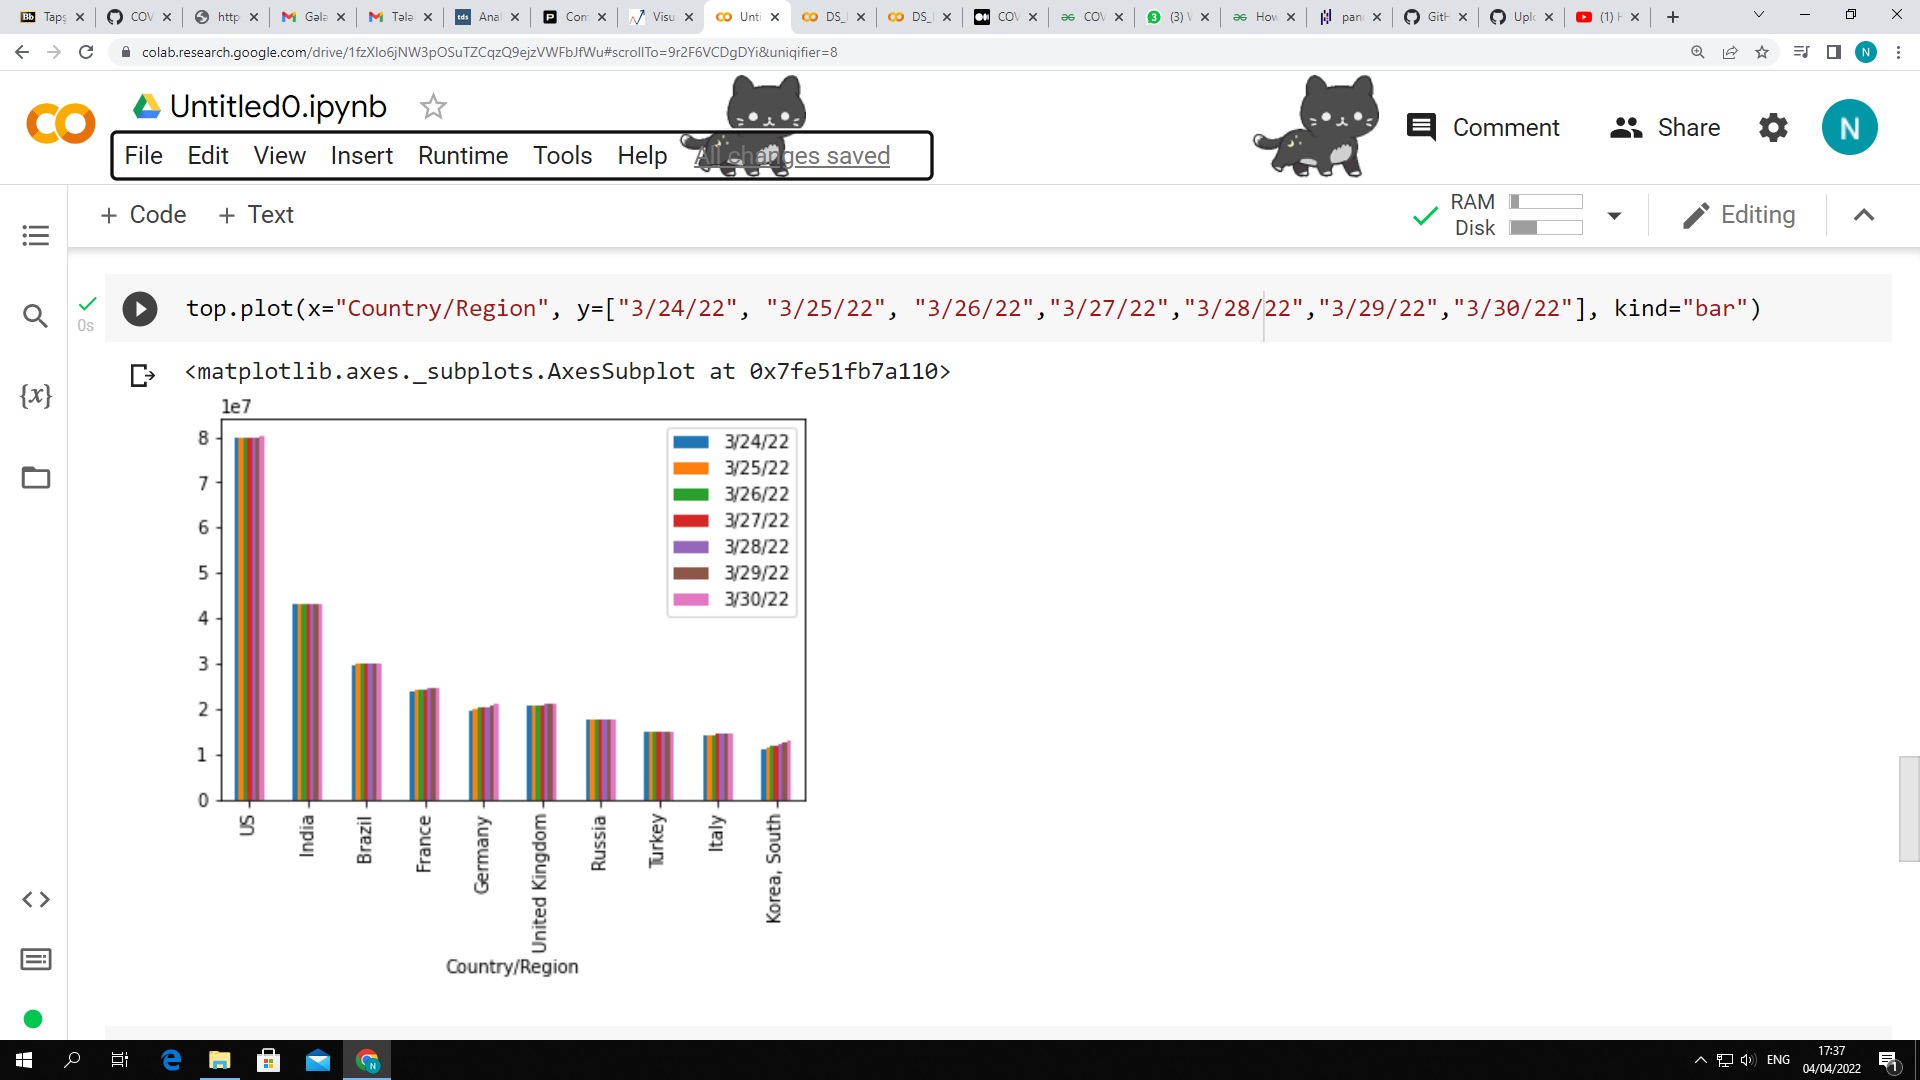 Tapş
COV
http
Gələ
Tələ
Anal
Com
Visu
Unti
DS_
DS_
COV
COV
(3) V
How
pand
GitH
Uplo
(1) H
colab.research.google.com/drive/1fzXlo6jNW3pOSuTZCqzQ9ejzVWFbJfWu#scrollTo=9r2F6VCDgDYi&uniqifier=8
N
Untitled0.ipynb
File Edit View Insert Runtime Tools Help All changes saved
Comment
Share
N
+ Code + Text
RAM
Disk
Editing
0s
top.plot(x="Country/Region", y=["3/24/22", "3/25/22", "3/26/22","3/27/22","3/28/22","3/29/22","3/30/22"], kind="bar")
<matplotlib.axes._subplots.AxesSubplot at 0x7fe51fb7a110>
1e7
8
7
6
5
4
3
2
1
0
3/24/22
3/25/22
3/26/22
3/27/22
3/28/22
3/29/22
3/30/22
US
India
Brazil
France
Germany
United Kingdom
Russia
Turkey
Italy
Korea, South
Country/Region
{x}
ENG
17:37
04/04/2022
1